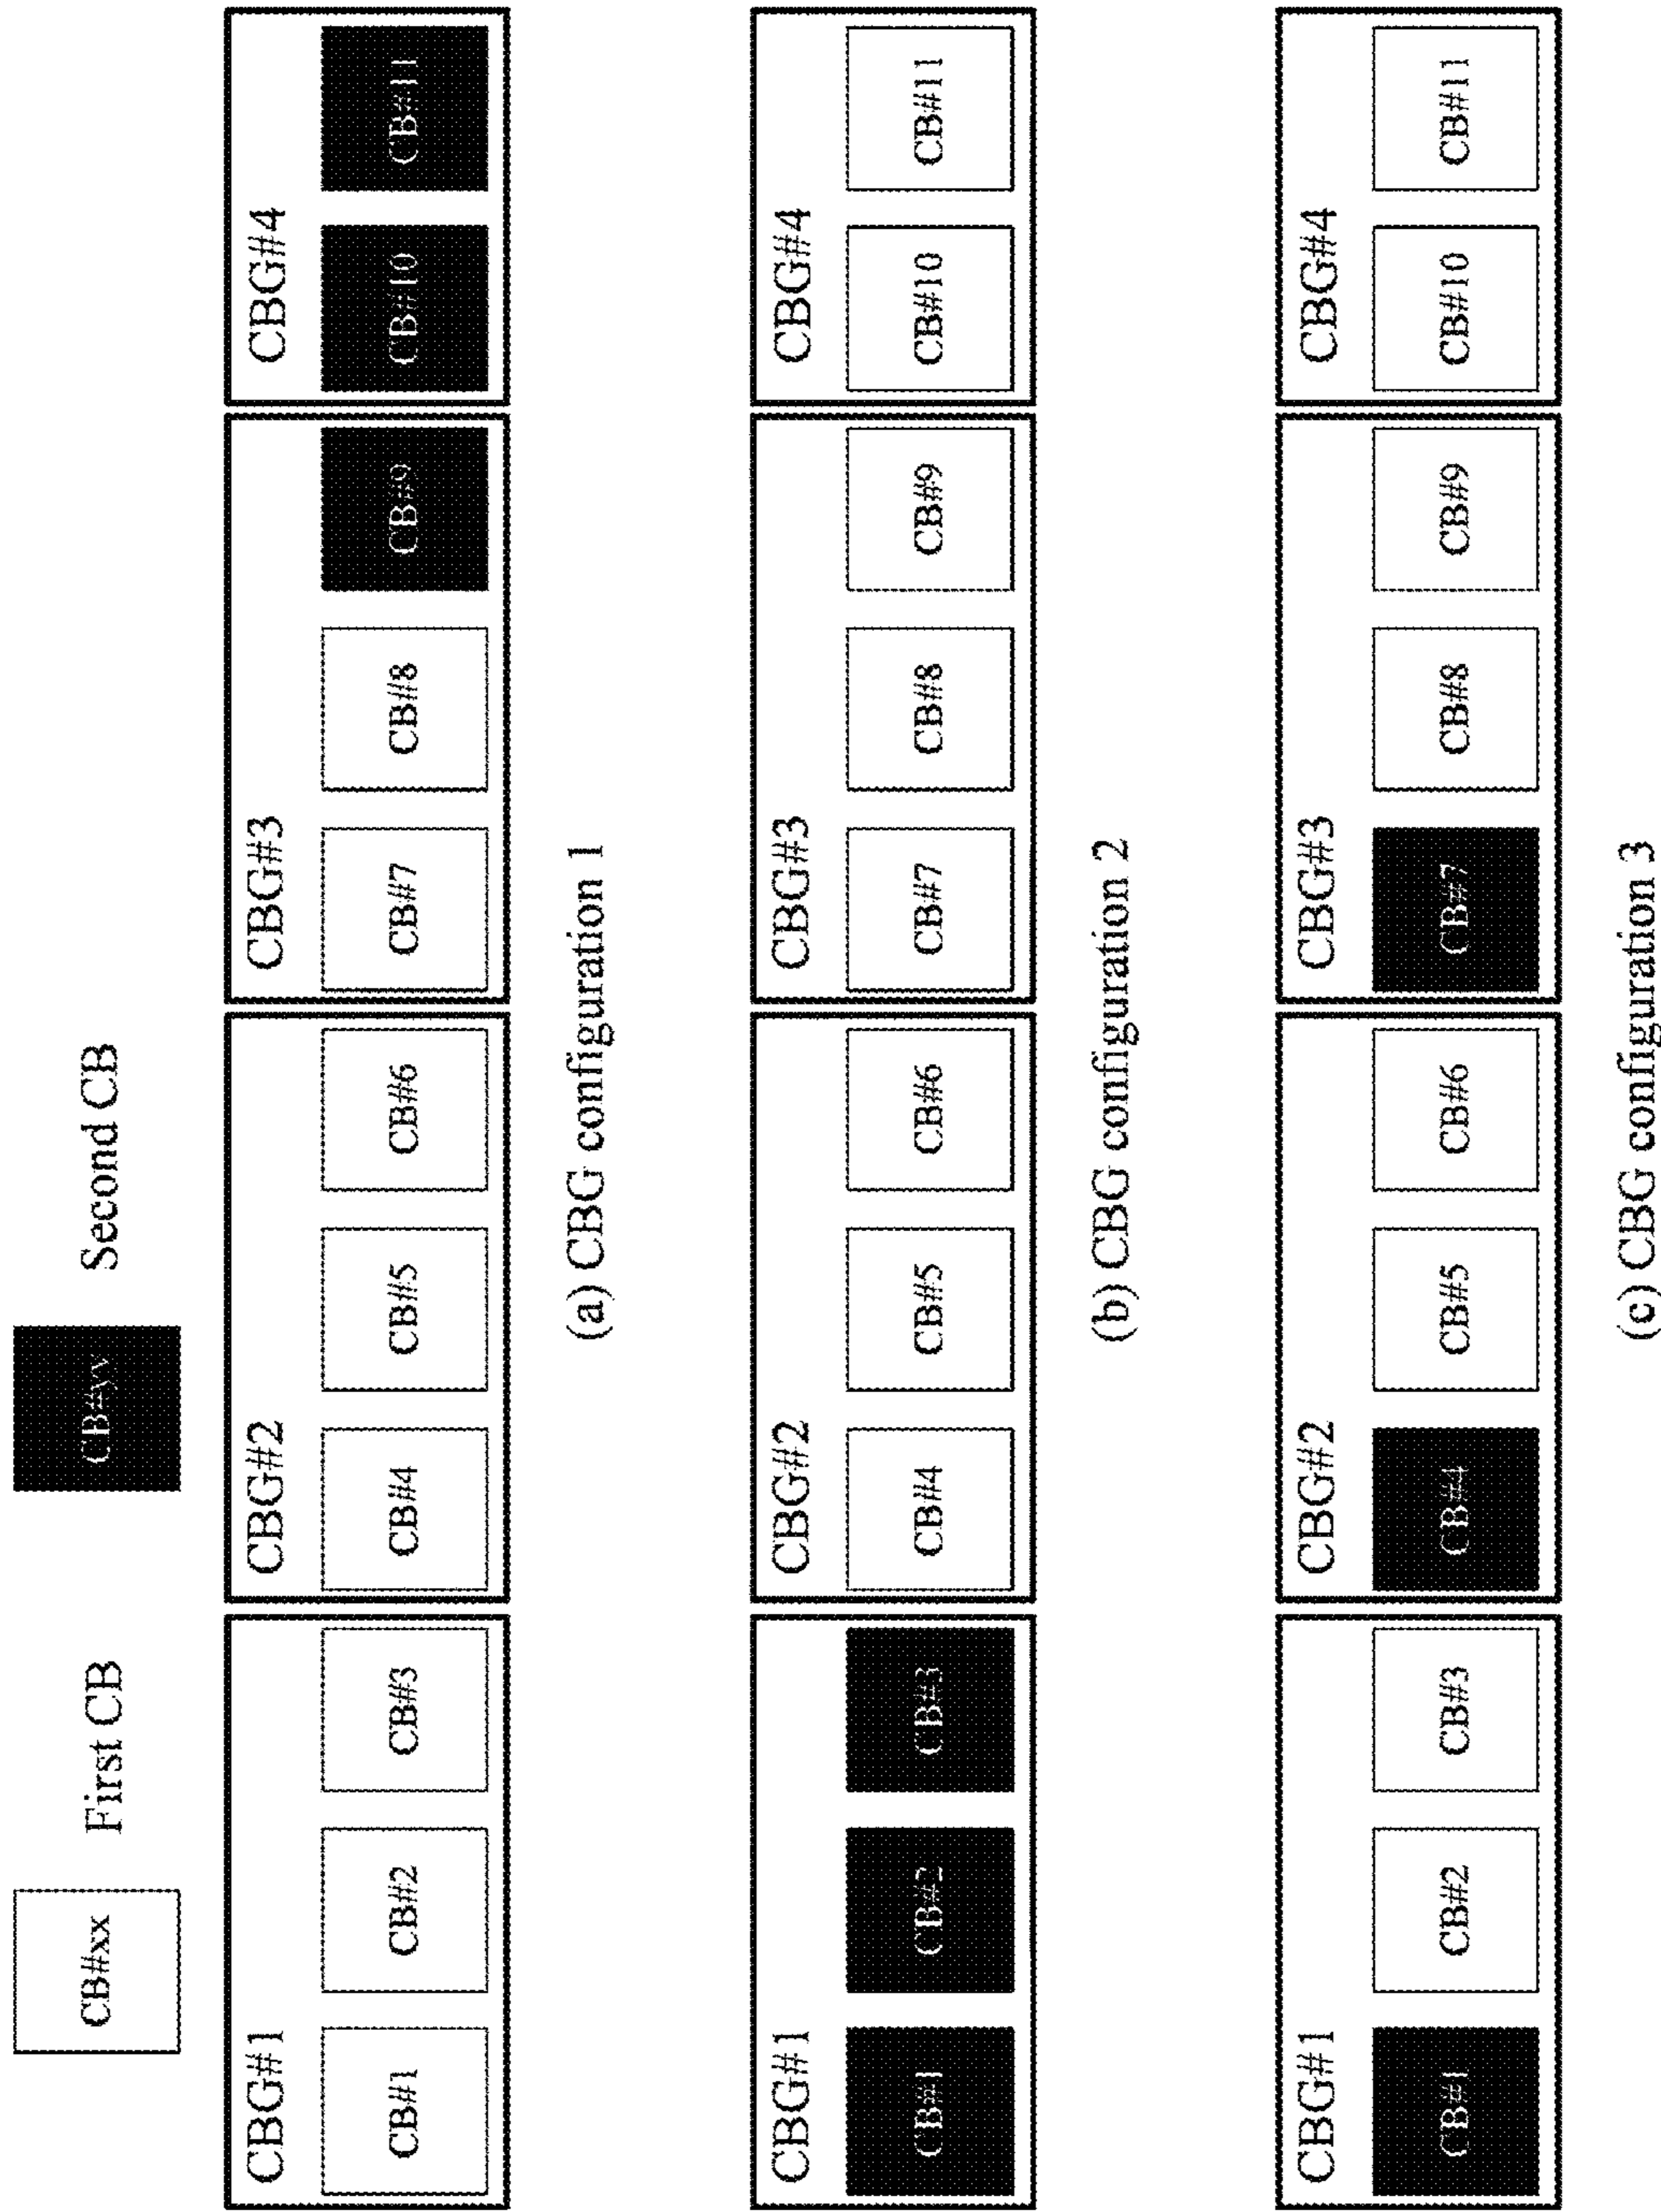 CB#xx First CB CB#yy Second CB
CBG#1 CBG#2 CBG#3 CBG#4
CB#1 CB#2 CB#3 CB#4 CB#5 CB#6 CB#7 CB#8 CB#9 CB#10 CB#11
(a) CBG configuration 1
CBG#1 CBG#2 CBG#3 CBG#4
CB#1 CB#2 CB#3 CB#4 CB#5 CB#6 CB#7 CB#8 CB#9 CB#10 CB#11
(b) CBG configuration 2
CBG#1 CBG#2 CBG#3 CBG#4
CB#1 CB#2 CB#3 CB#4 CB#5 CB#6 CB#7 CB#8 CB#9 CB#10 CB#11
(c) CBG configuration 3